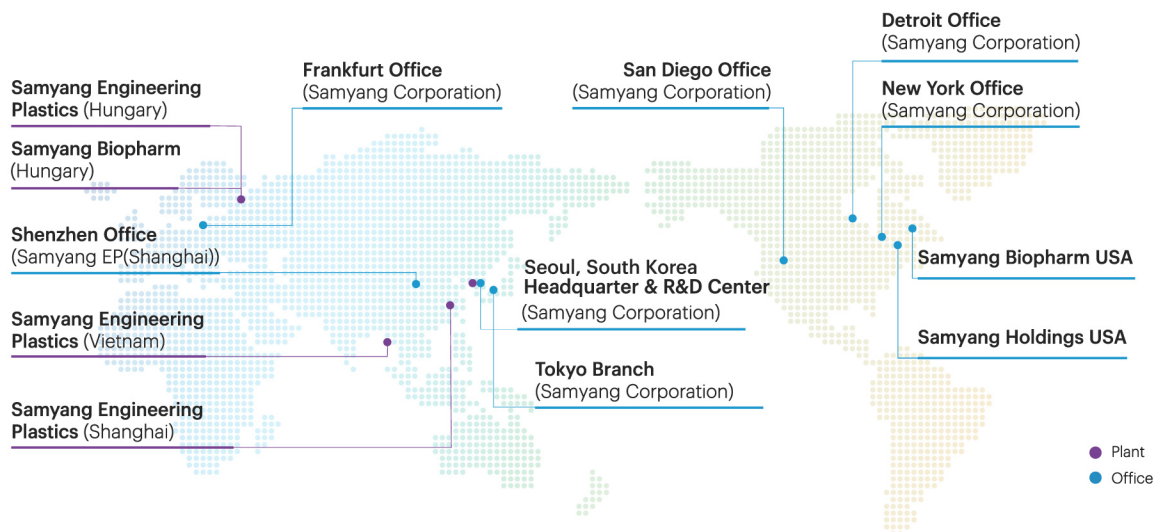 Samyang Engineering
Plastics (Hungary)
Samyang Biopharm
(Hungary)
Shenzhen Office
(Samyang EP(Shanghai))
Samyang Engineering
Plastics (Vietnam)
Samyang Engineering
Plastics (Shanghai)
Frankfurt Office
(Samyang Corporation)
San Diego Office
(Samyang Corporation)
Detroit Office
(Samyang Corporation)
New York Office
(Samyang Corporation)
Seoul, South Korea
Headquarter & R&D Center
(Samyang Corporation)
Tokyo Branch
(Samyang Corporation)
Samyang Biopharm USA
Samyang Holdings USA
Plant
Office